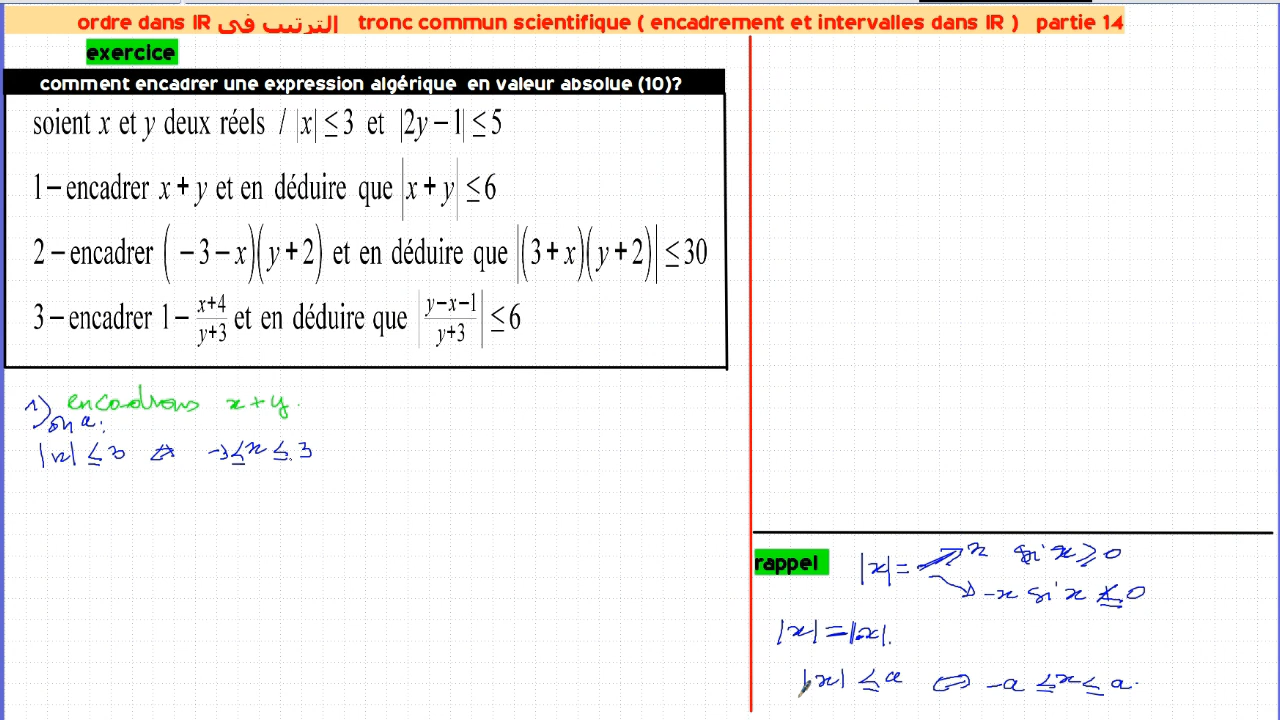 ordre dans IR الترتيب في tronc commun scientifique ( encadrement et intervalles dans IR ) partie 14
exercice
comment encadrer une expression algérique en valeur absolue (10)?
soient x et y deux réels / |x| ≤ 3 et |2y − 1| ≤ 5
1 − encadrer x + y et en déduire que |x + y| ≤ 6
2 − encadrer (−3 − x)(y + 2) et en déduire que |(3 + x)(y + 2)| ≤ 30
3 − encadrer 1 − (x+4)/(y+3) et en déduire que |(y−x−1)/(y+3)| ≤ 6
1) encadrons x + y.
on a:
|x| ≤ 3 ⇔ −3 ≤ x ≤ 3
rappel
|x| = x si x ≥ 0
−x si x ≤ 0
|x| = |-x|.
|x| ≤ a ⇔ −a ≤ x ≤ a.